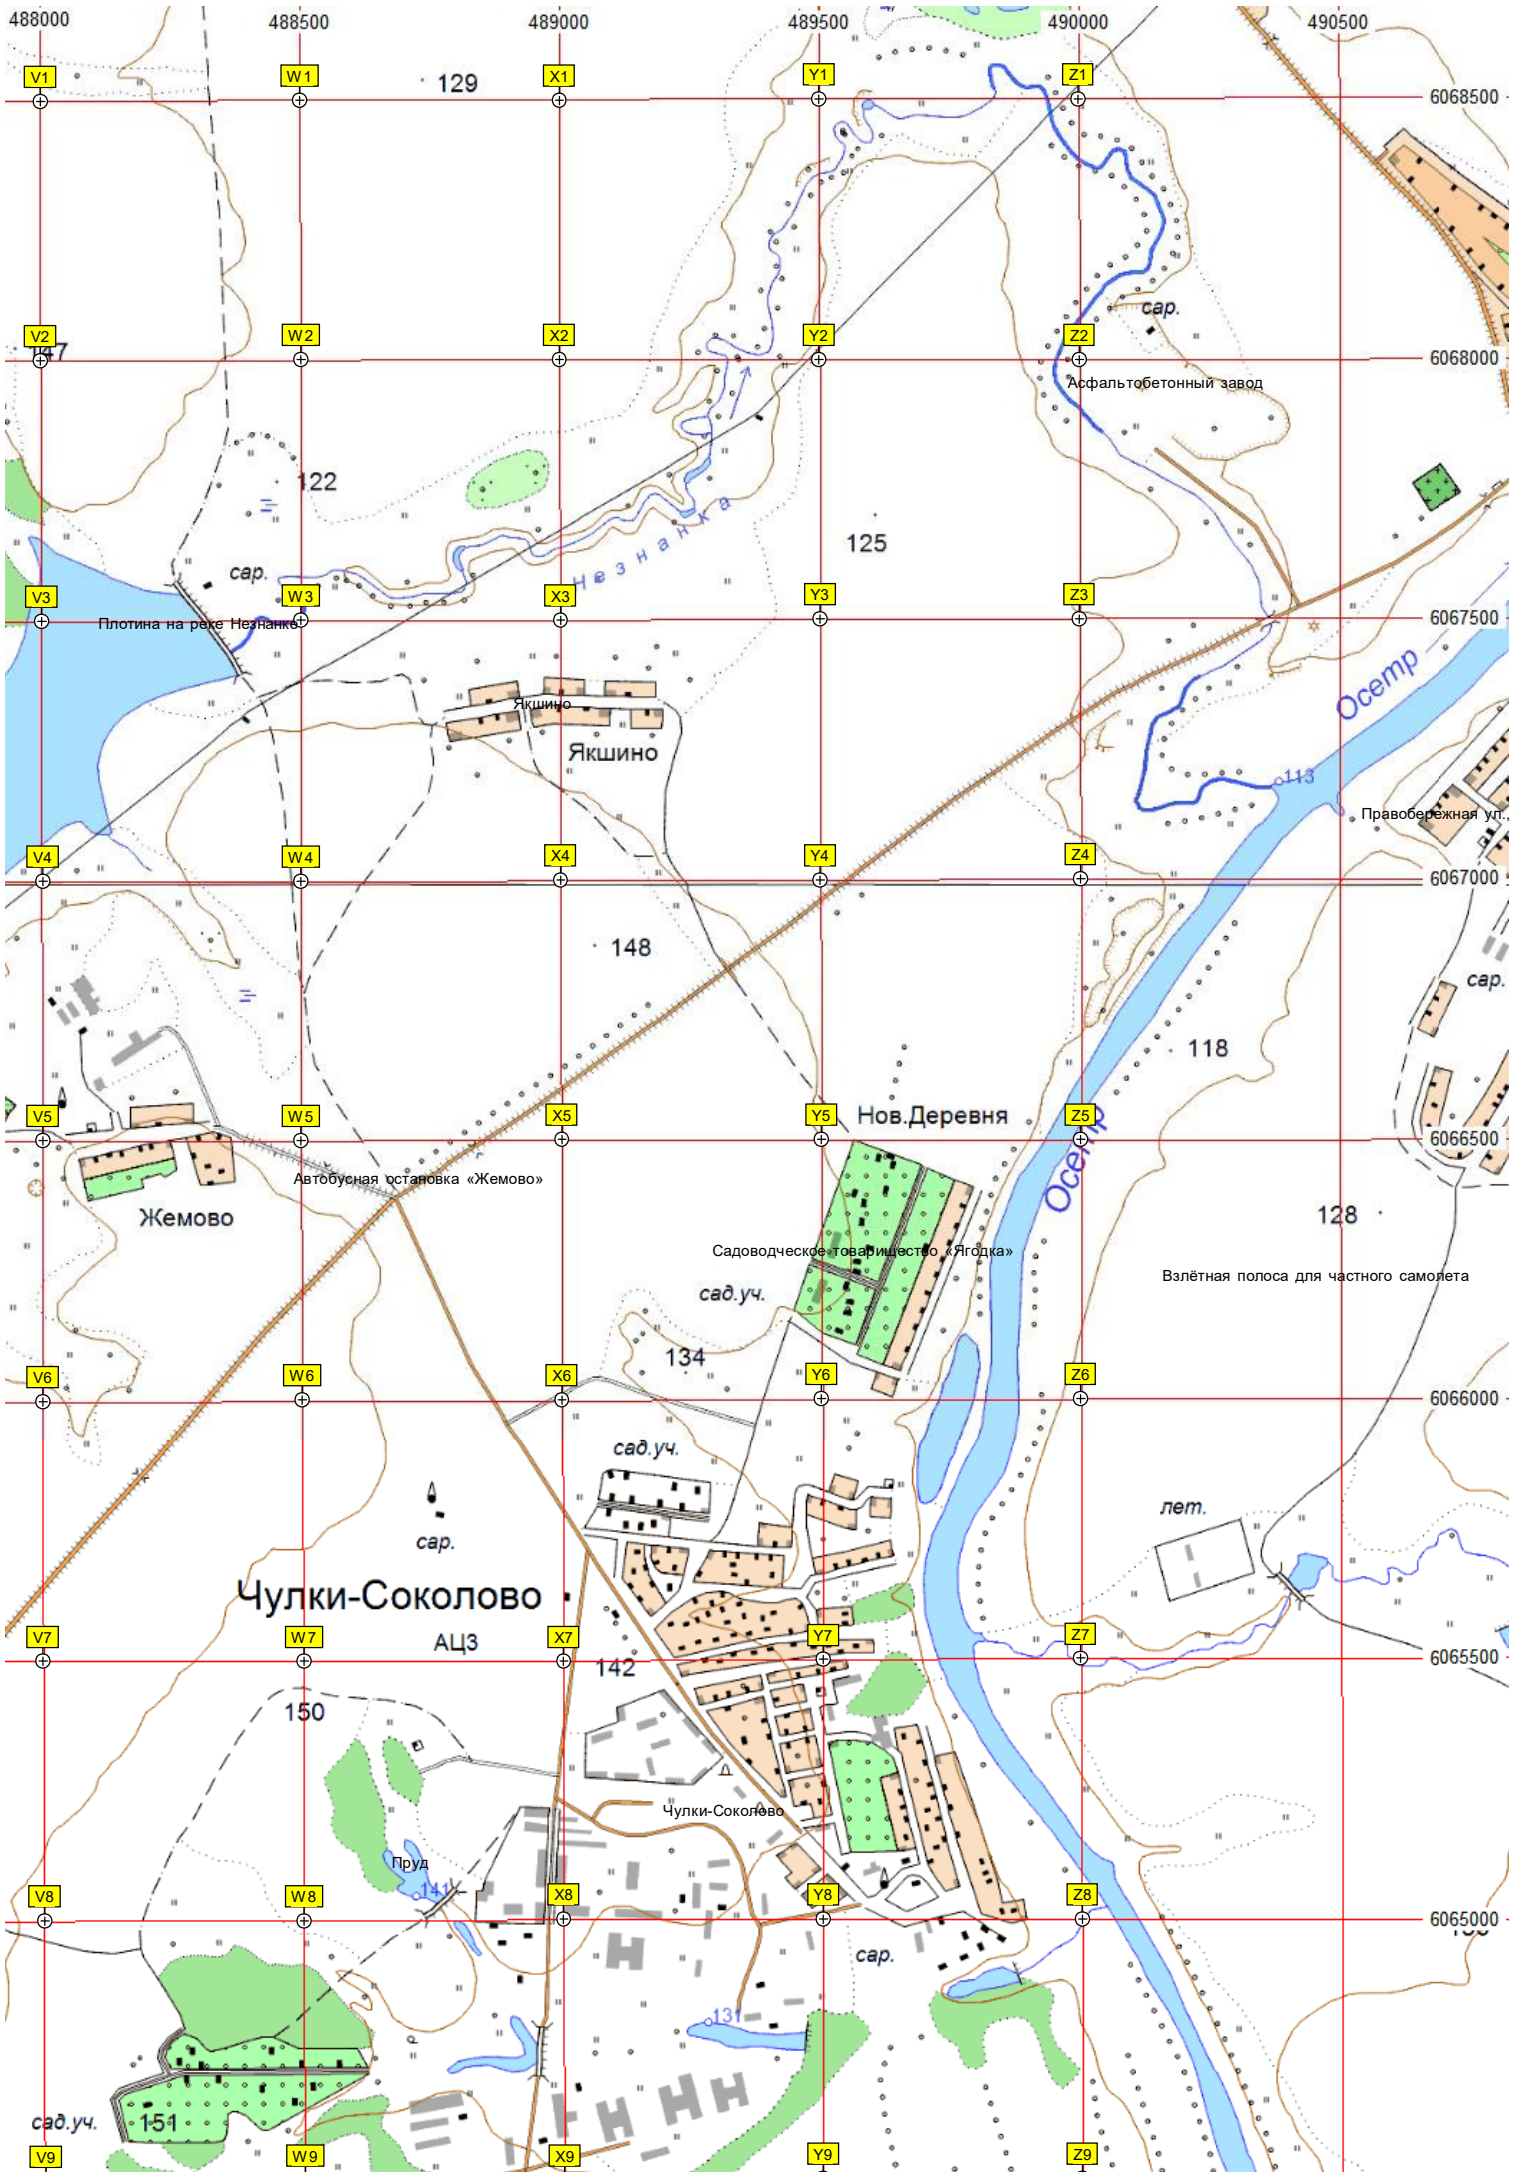 488000 488500 489000 489500 490000 490500
V1 W1 129 X1 Y1 Z1 6068500
сар.
V2 W2 X2 Y2 Z2 6068000
147
Асфальтобетонный завод
122
Незнанка
125
сар.
V3 W3 X3 Y3 Z3 6067500
Плотина на реке Незнанке
Осетр
Якшино
Якшино
113
Правобережная ул.,
V4 W4 X4 Y4 Z4 6067000
148
сар.
118
V5 W5 X5 Y5 Нов.Деревня Z5 6066500
Осетр
Автобусная остановка «Жемово»
Жемово
128
Садоводческое товарищество «Ягодка»
Взлётная полоса для частного самолета
сад.уч.
134
V6 W6 X6 Y6 Z6 6066000
сад.уч.
лет.
сар.
Чулки-Соколово
V7 W7 АЦЗ X7 Y7 Z7 6065500
142
150
Чулки-Соколово
Пруд
141
V8 W8 X8 Y8 Z8 6065000
сар.
131
сад.уч. 151
V9 W9 X9 Y9 Z9